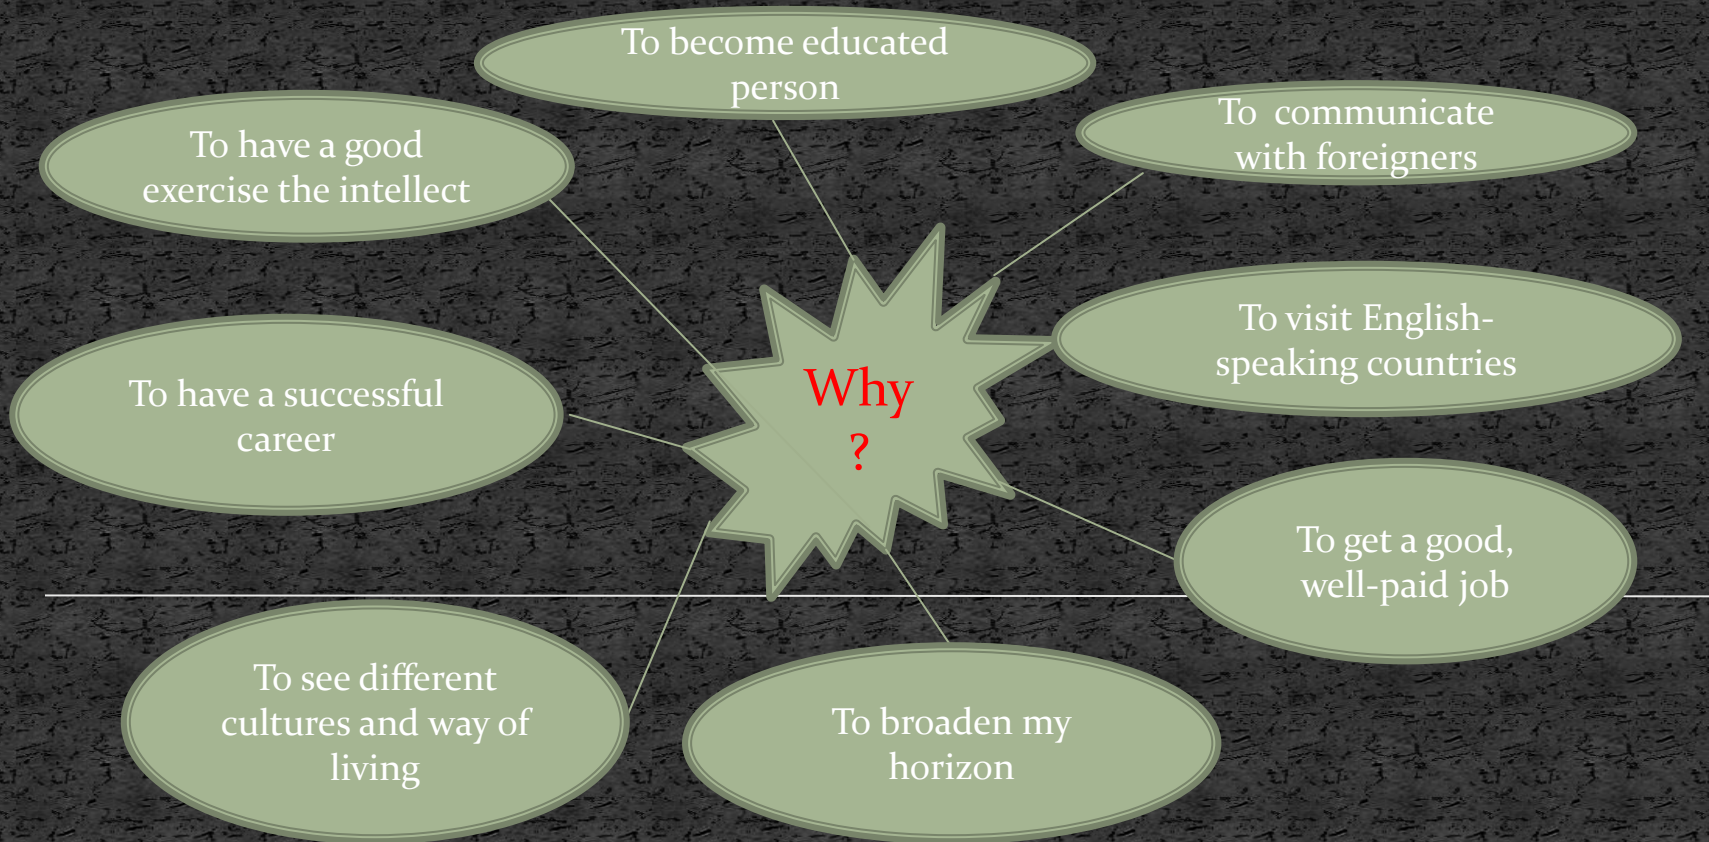 To become educated
person
To communicate
with foreigners
To have a good
exercise the intellect
To visit English-
speaking countries
Why
?
To have a successful
career
To get a good,
well-paid job
To see different
cultures and way of
living
To broaden my
horizon